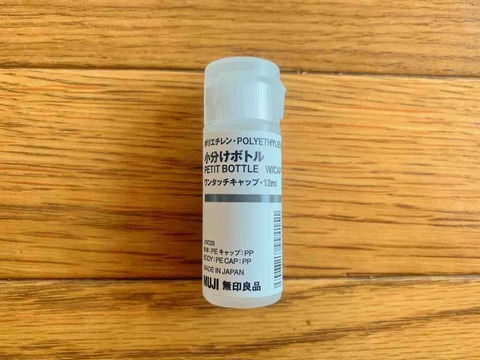 ポリエチレン・POLYETHYLE
小分けボトル
PETIT BOTTLE W/CAP
ワンタッチキャップ・12ml
本体:PE キャップ:PP
BODY:PE CAP:PP
MADE IN JAPAN
MUJI 無印良品